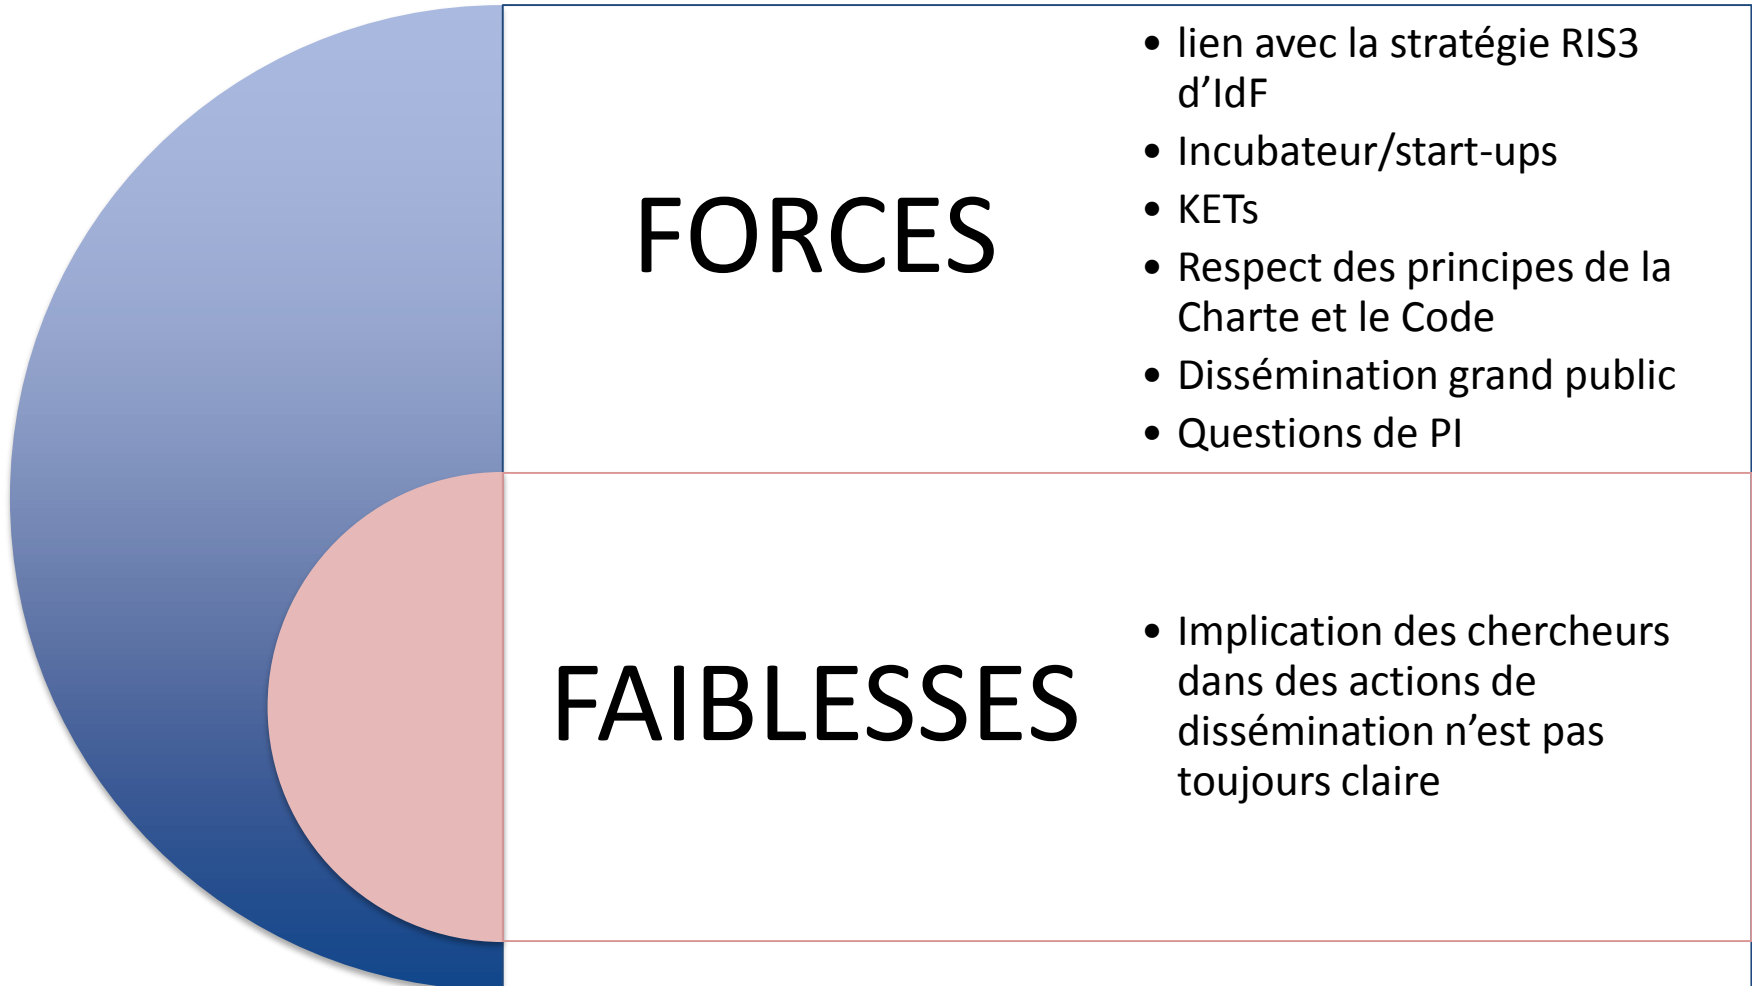 FORCES
• lien avec la stratégie RIS3
d’IdF
• Incubateur/start-ups
• KETs
• Respect des principes de la
Charte et le Code
• Dissémination grand public
• Questions de PI
FAIBLESSES
• Implication des chercheurs
dans des actions de
dissémination n’est pas
toujours claire